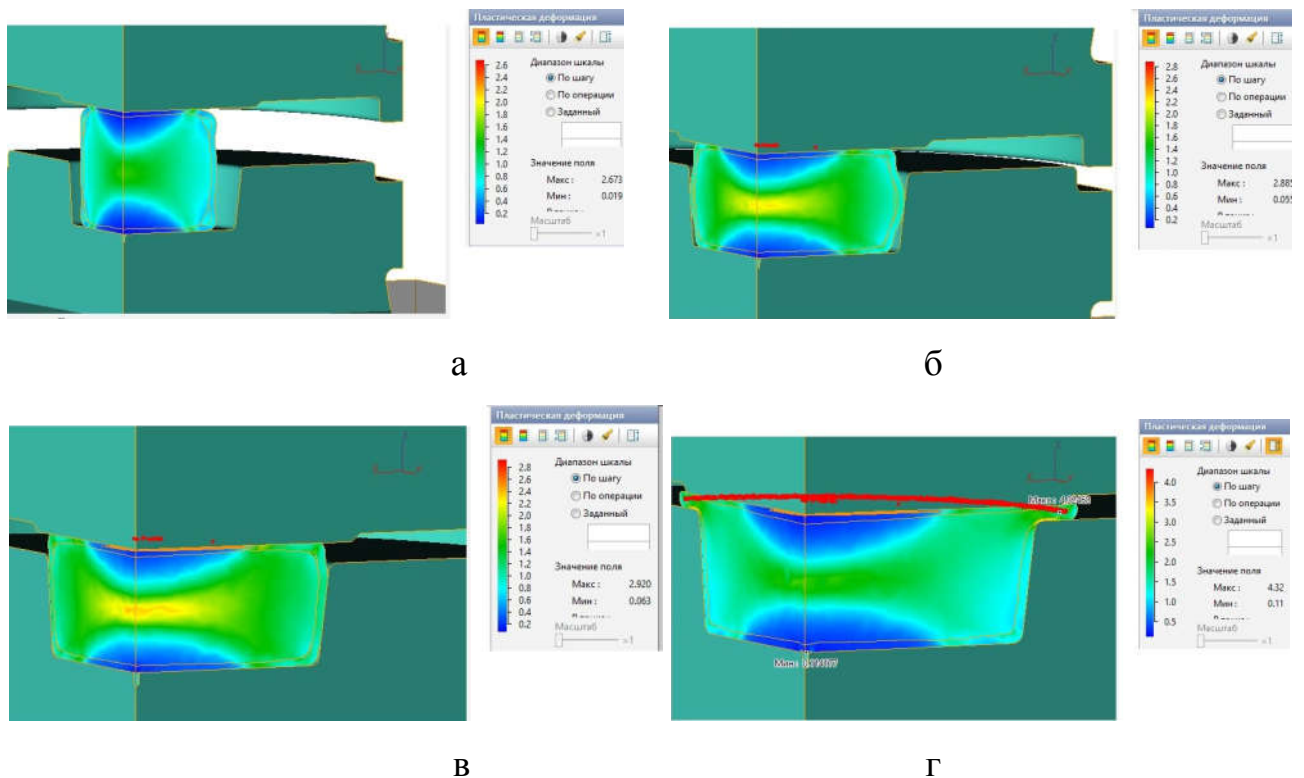 Пластическая деформация
2.6
2.4
2.2
2.0
1.8
1.6
1.4
1.2
1.0
0.8
0.6
0.4
0.2
Диапазон шкалы
По шагу
По операции
Заданный
Значение поля
Макс : 2.673
Мин : 0.019
Масштаб
×1
а
Пластическая деформация
2.8
2.6
2.4
2.2
2.0
1.8
1.6
1.4
1.2
1.0
0.8
0.6
0.4
0.2
Диапазон шкалы
По шагу
По операции
Заданный
Значение поля
Макс : 2.885
Мин : 0.055
Масштаб
×1
б
Пластическая деформация
2.8
2.6
2.4
2.2
2.0
1.8
1.6
1.4
1.2
1.0
0.8
0.6
0.4
0.2
Диапазон шкалы
По шагу
По операции
Заданный
Значение поля
Макс : 2.920
Мин : 0.063
Масштаб
×1
в
Макс:
Мин:
Пластическая деформация
4.0
3.5
3.0
2.5
2.0
1.5
1.0
0.5
Диапазон шкалы
По шагу
По операции
Заданный
Значение поля
Макс : 4.32
Мин : 0.11
Масштаб
×1
г